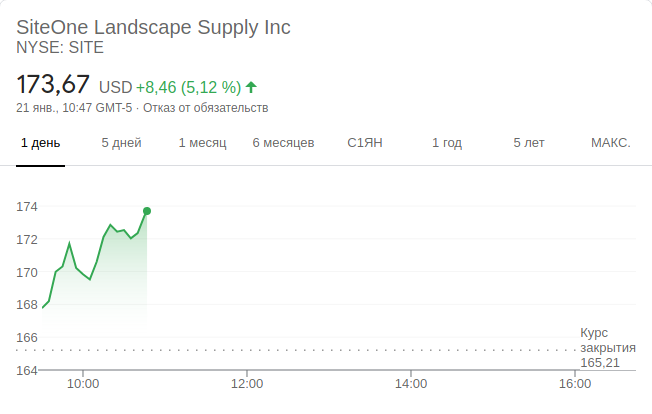 SiteOne Landscape Supply Inc
NYSE: SITE
173,67 USD +8,46 (5,12 %)
21 янв., 10:47 GMT-5 · Отказ от обязательств
1 день 5 дней 1 месяц 6 месяцев С1ЯН 1 год 5 лет МАКС.
174
172
170
168
166
Курс
закрытия
165,21
164
10:00 12:00 14:00 16:00